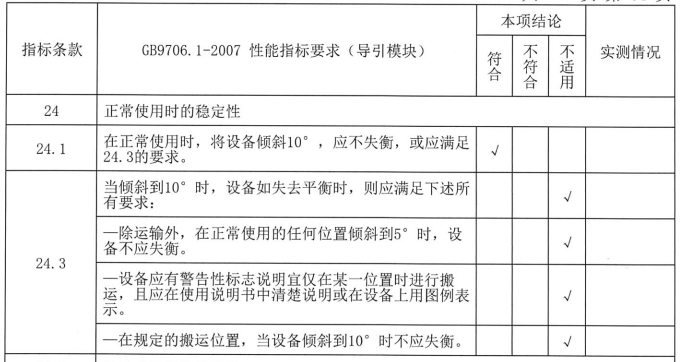 本项结论
指标条款
GB9706.1-2007 性能指标要求（导引模块）
符合
不符合
不适用
实测情况
24
正常使用时的稳定性
24.1
在正常使用时，将设备倾斜10°，应不失衡，或应满足
24.3的要求。
√
24.3
当倾斜到10°时，设备如失去平衡时，则应满足下述所
有要求：
√
—除运输外，在正常使用的任何位置倾斜到5°时，设
备不应失衡。
√
—设备应有警告性标志说明宜仅在某一位置时进行搬
运，且应在使用说明书中清楚说明或在设备上用图例表
示。
√
—在规定的搬运位置，当设备倾斜到10°时不应失衡。
√